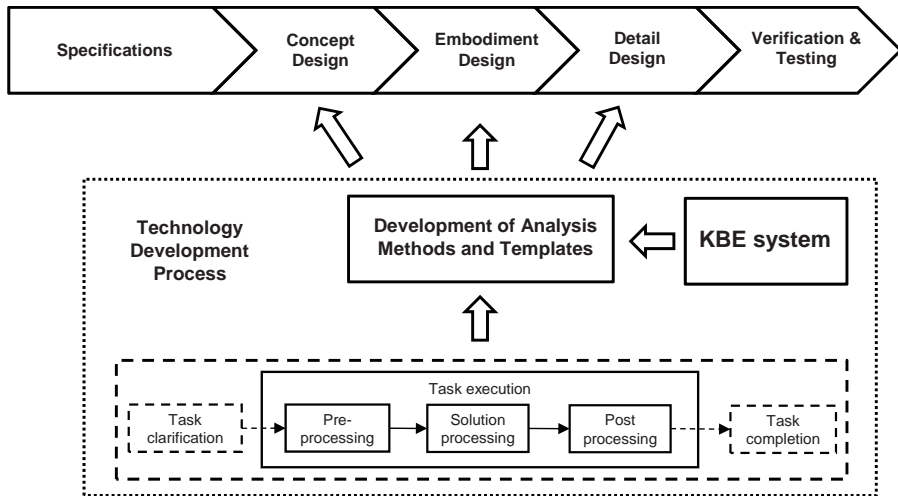 Specifications
Concept
Design
Embodiment
Design
Detail
Design
Verification &
Testing
Technology
Development
Process
Development of Analysis
Methods and Templates
KBE system
Task execution
Task
clarification
Pre-
processing
Solution
processing
Post
processing
Task
completion